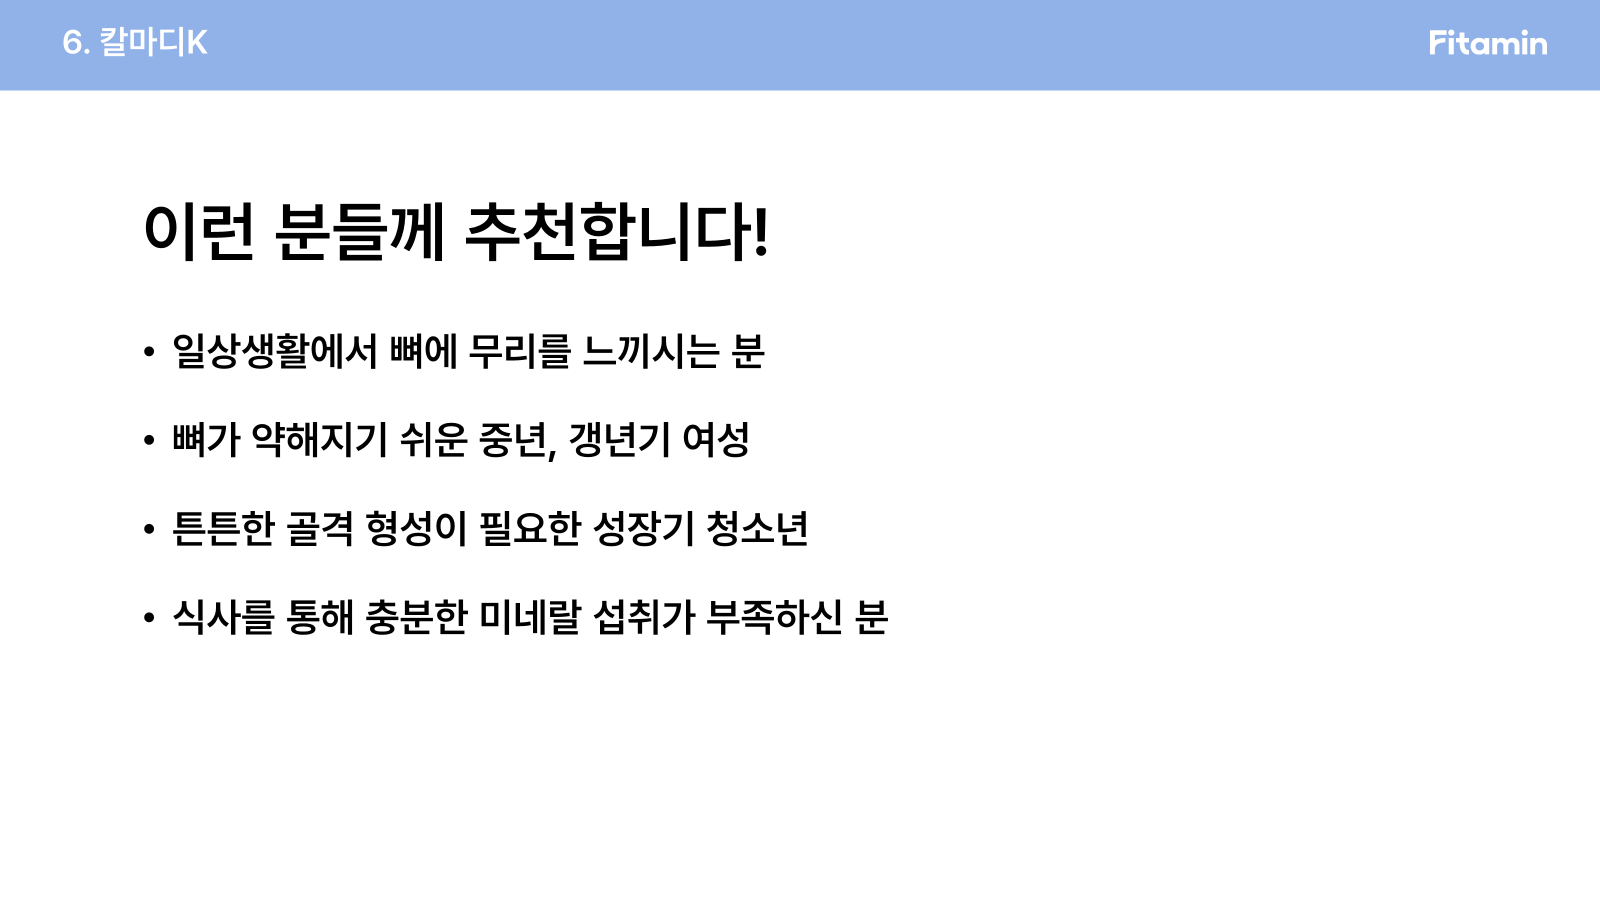 6. 칼마디K
Fitamin
이런 분들께 추천합니다!
• 일상생활에서 뼈에 무리를 느끼시는 분
• 뼈가 약해지기 쉬운 중년, 갱년기 여성
• 튼튼한 골격 형성이 필요한 성장기 청소년
• 식사를 통해 충분한 미네랄 섭취가 부족하신 분